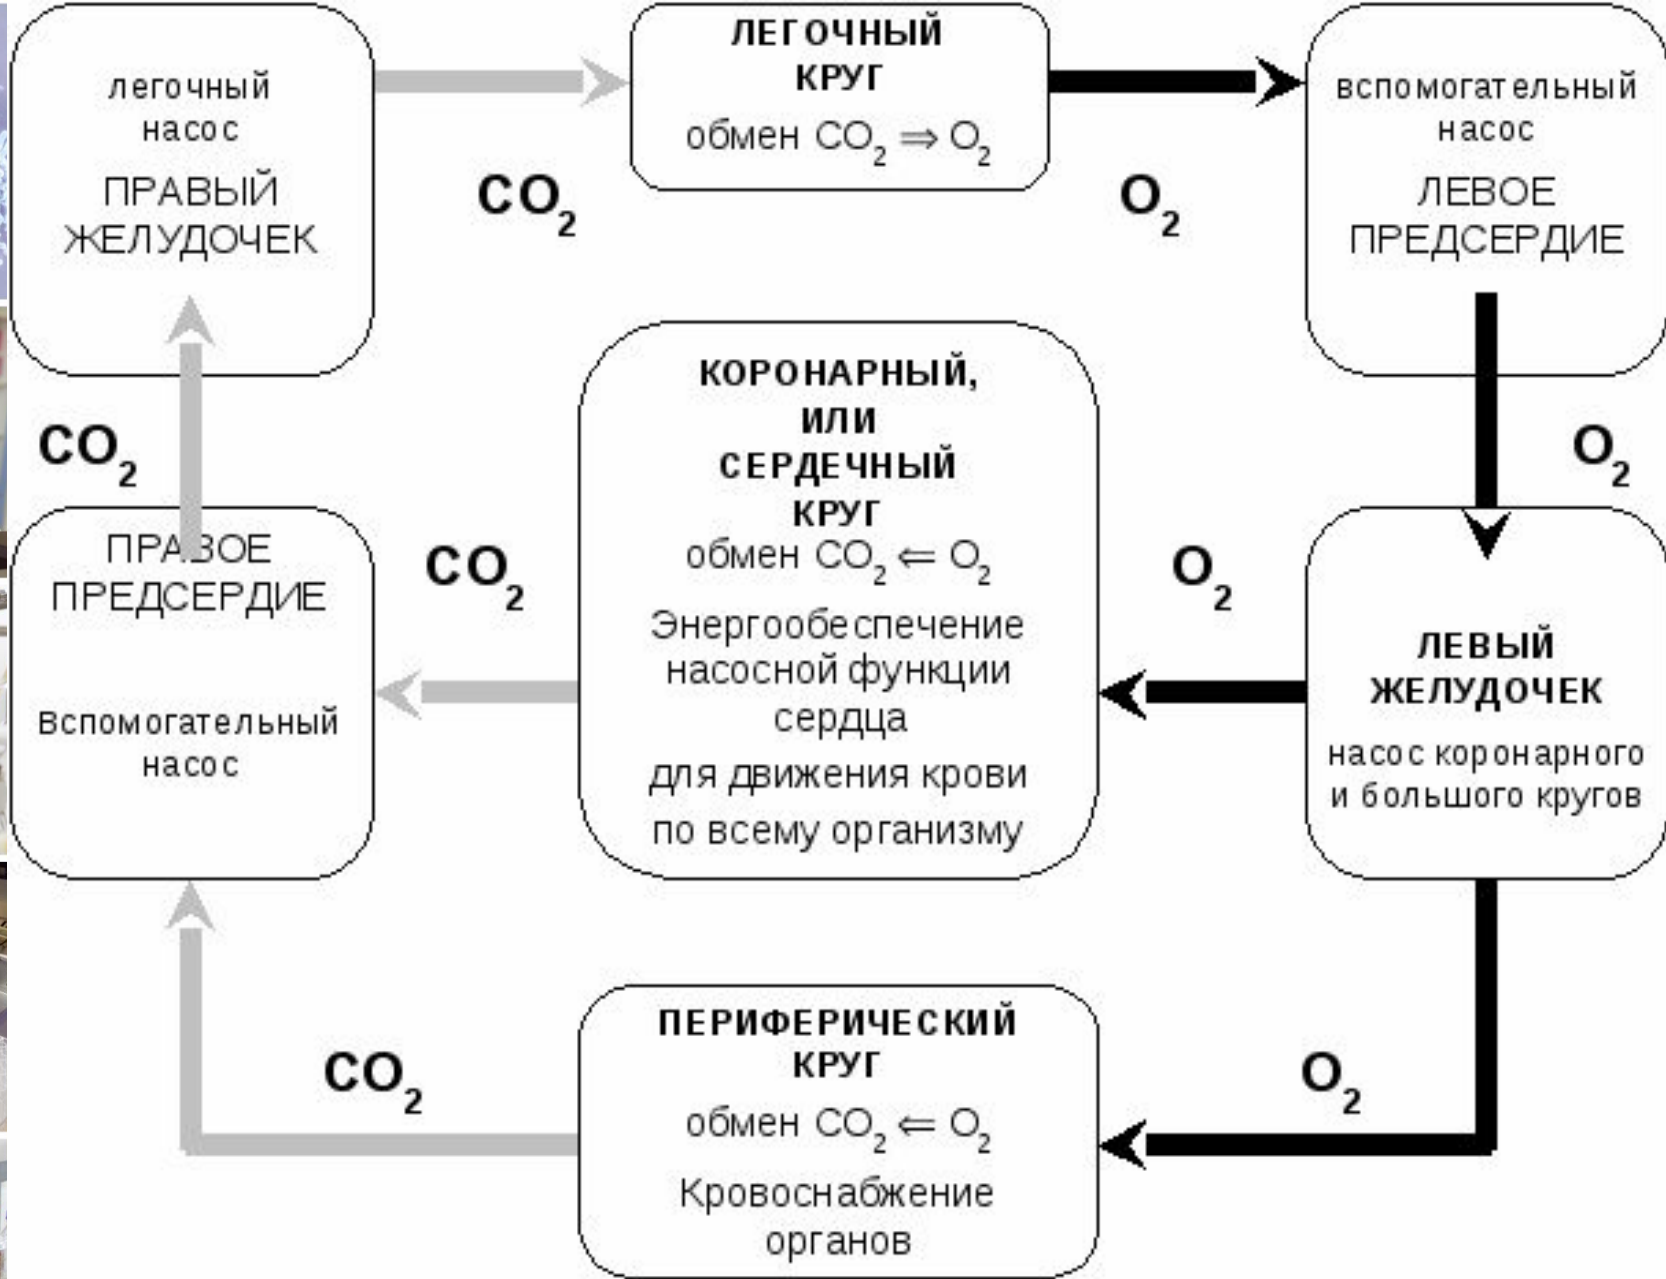 легочный
насос
ПРАВЫЙ
ЖЕЛУДОЧЕК
CO2
ЛЕГОЧНЫЙ
КРУГ
обмен CO2 ⇒ O2
O2
вспомогательный
насос
ЛЕВОЕ
ПРЕДСЕРДИЕ
CO2
O2
ПРАВОЕ
ПРЕДСЕРДИЕ
Вспомогательный
насос
CO2
КОРОНАРНЫЙ,
ИЛИ
СЕРДЕЧНЫЙ
КРУГ
обмен CO2 ⇐ O2
Энергообеспечение
насосной функции
сердца
для движения крови
по всему организму
O2
ЛЕВЫЙ
ЖЕЛУДОЧЕК
насос коронарного
и большого кругов
CO2
ПЕРИФЕРИЧЕСКИЙ
КРУГ
обмен CO2 ⇐ O2
Кровоснабжение
органов
O2